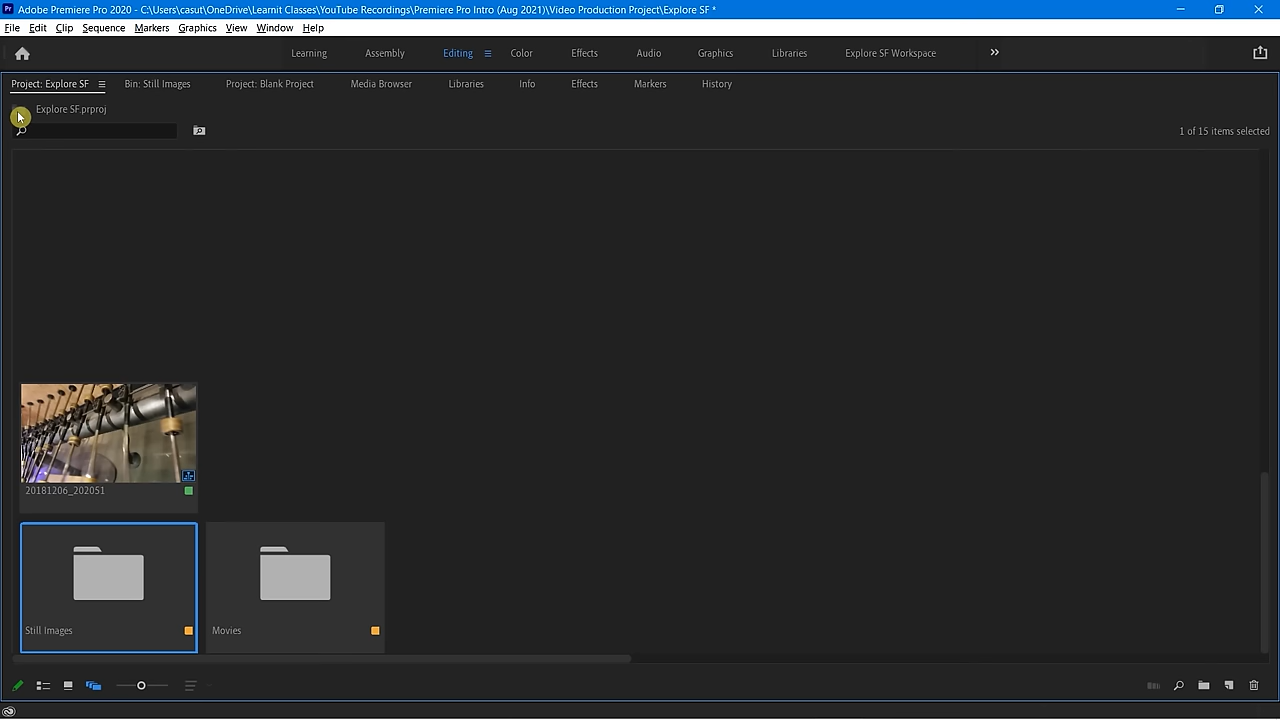 Adobe Premiere Pro 2020 - C:\Users\casut\OneDrive\Learnit Classes\YouTube Recordings\Premiere Pro Intro (Aug 2021)\Video Production Project\Explore SF *
File Edit Clip Sequence Markers Graphics View Window Help
Learning Assembly Editing Color Effects Audio Graphics Libraries Explore SF Workspace
Project: Explore SF Bin: Still Images Project: Blank Project Media Browser Libraries Info Effects Markers History
Explore SF.prproj
1 of 15 items selected
20181206_202051
Still Images Movies